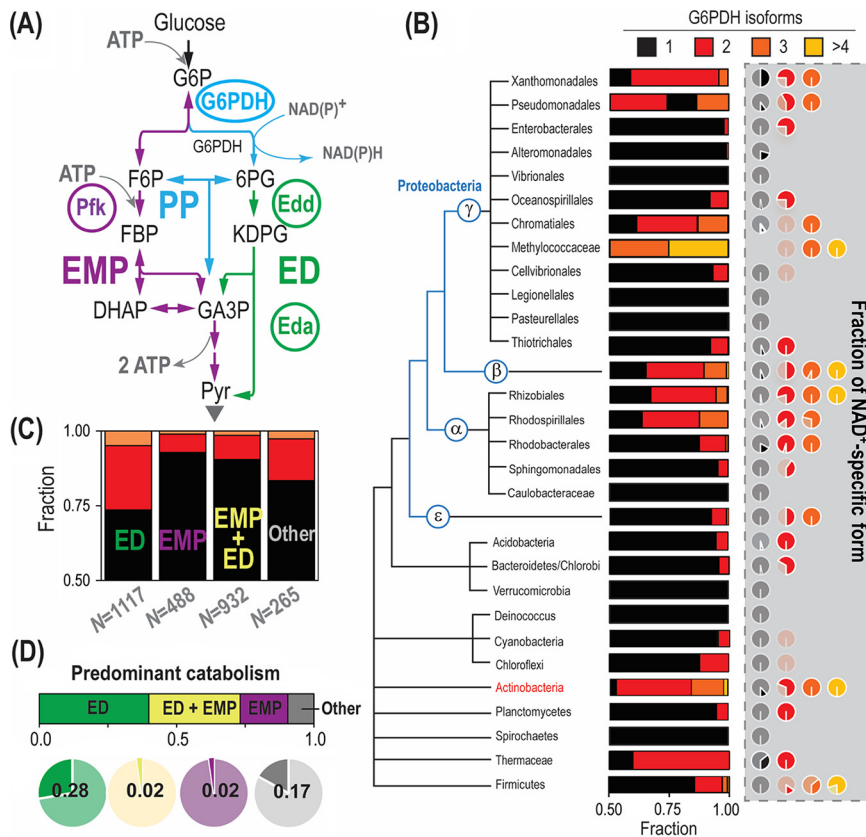 (A)
Glucose
ATP
G6P
G6PDH
NAD(P)+
G6PDH
NAD(P)H
ATP
F6P
6PG
Pfk
PP
Edd
FBP
KDPG
EMP
ED
DHAP
GA3P
Eda
2 ATP
Pyr
(B)
G6PDH isoforms
1 2 3 >4
Proteobacteria
γ
β
α
ε
Xanthomonadales
Pseudomonadales
Enterobacterales
Alteromonadales
Vibrionales
Oceanospirillales
Chromatiales
Methylococcaceae
Cellvibrionales
Legionellales
Pasteurellales
Thiotrichales
Rhizobiales
Rhodospirillales
Rhodobacterales
Sphingomonadales
Caulobacteraceae
Acidobacteria
Bacteroidetes/Chlorobi
Verrucomicrobia
Deinococcus
Cyanobacteria
Chloroflexi
Actinobacteria
Planctomycetes
Spirochaetes
Thermaceae
Firmicutes
0.50 0.75 1.00
Fraction
Fraction of NAD+-specific form
(C)
1.00
0.75
0.50
Fraction
ED
EMP
EMP
+
ED
Other
N=1117
N=488
N=932
N=265
(D)
Predominant catabolism
ED
ED + EMP
EMP
Other
0.0 0.5 1.0
0.28
0.02
0.02
0.17